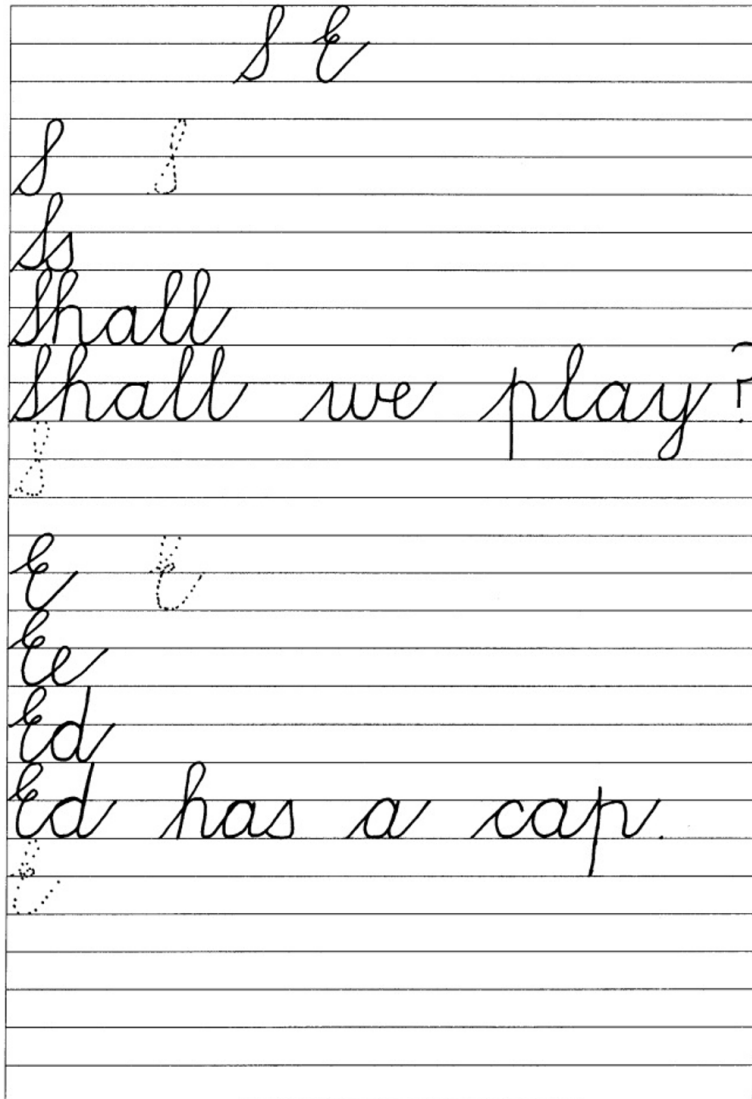 S E
S S
Ss
Shall
Shall we play?
S
E E
Ee
Ed
Ed has a cap.
E